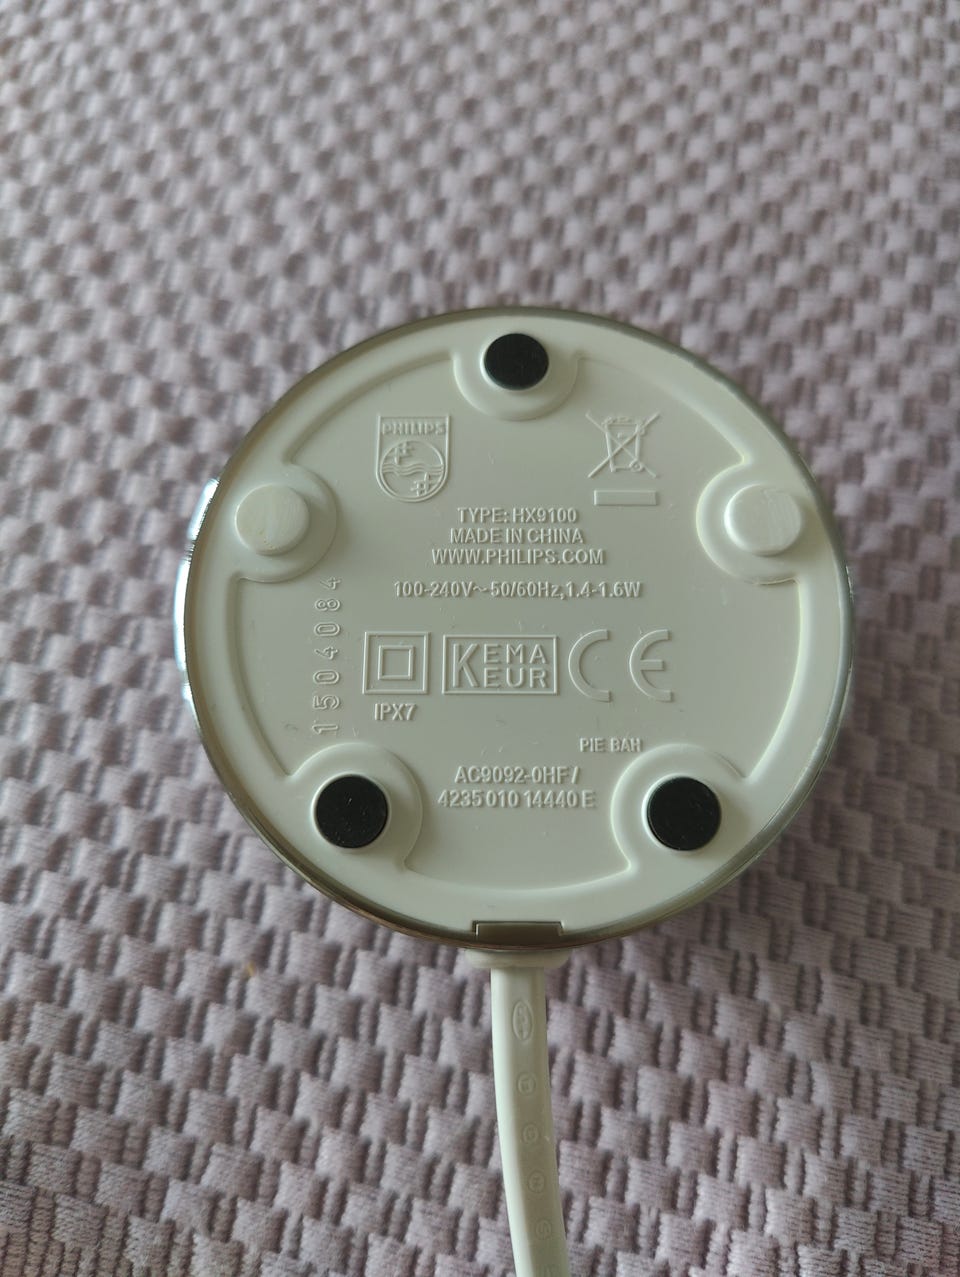 PHILIPS
TYPE: HX9100
MADE IN CHINA
WWW.PHILIPS.COM
100-240V~50/60Hz,1.4-1.6W
1504084
KEMA
KEUR
CE
IPX7
PIE BAH
AC9092-0HF/
4235 010 14440 E